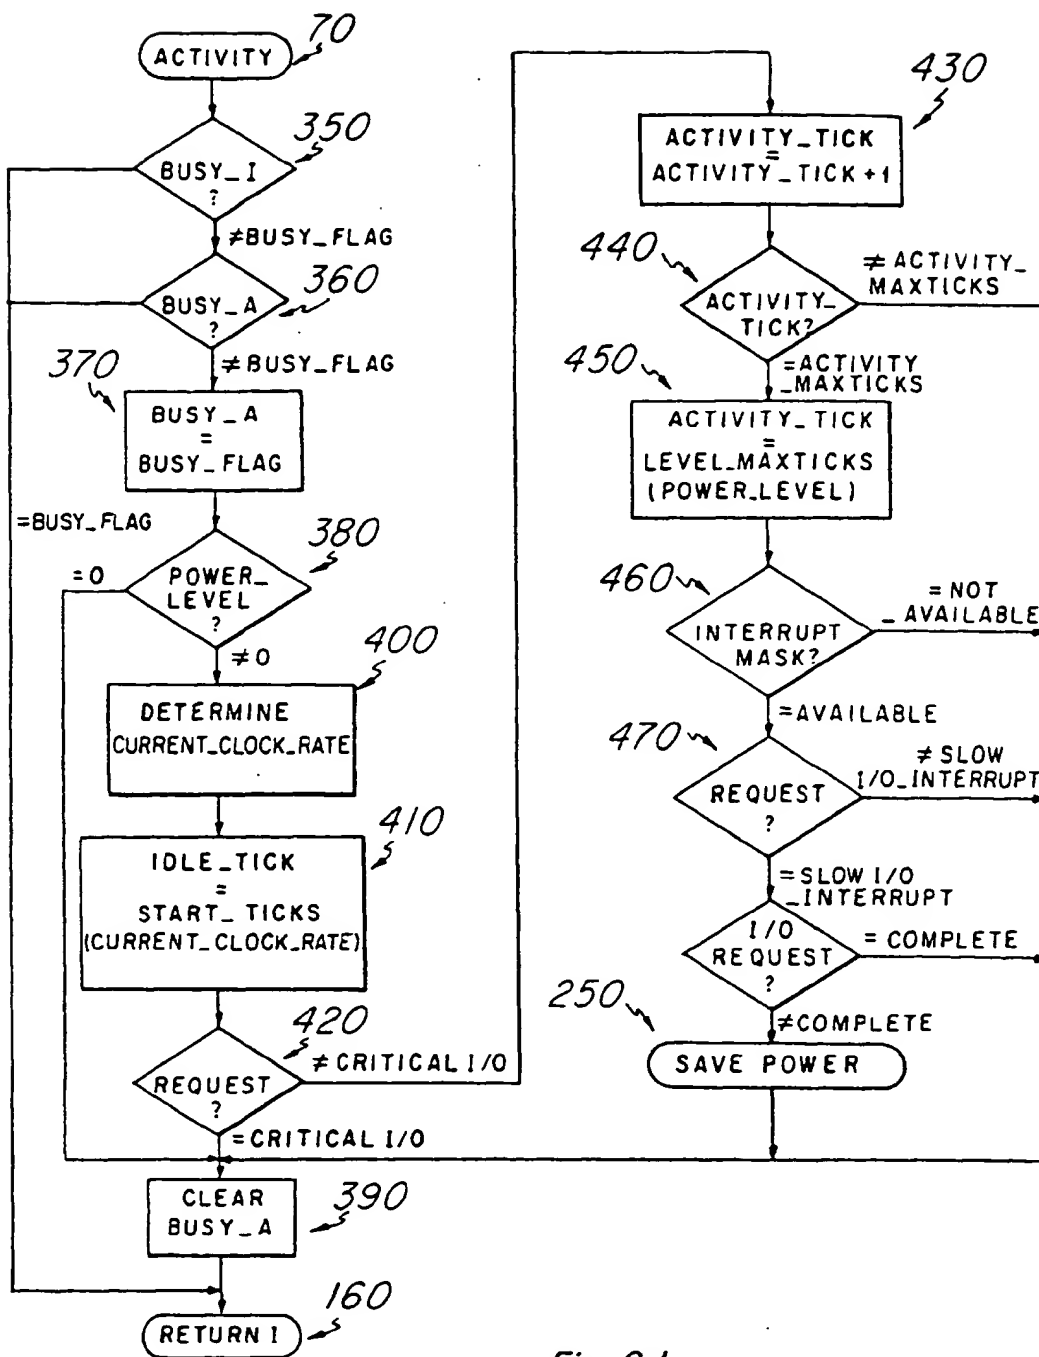 ACTIVITY
70
BUSY_I
?
350
≠BUSY_FLAG
BUSY_A
?
360
≠BUSY_FLAG
370
BUSY_A
=
BUSY_FLAG
=BUSY_FLAG
380
=0
POWER_
LEVEL
?
≠0
400
DETERMINE
CURRENT_CLOCK_RATE
410
IDLE_TICK
=
START_TICKS
(CURRENT_CLOCK_RATE)
420
REQUEST
?
≠CRITICAL I/O
=CRITICAL I/O
CLEAR
BUSY_A
390
160
RETURN I
430
ACTIVITY_TICK
=
ACTIVITY_TICK+1
440
ACTIVITY_
TICK?
≠ ACTIVITY_
MAXTICKS
=ACTIVITY
_MAXTICKS
450
ACTIVITY_TICK
=
LEVEL_MAXTICKS
(POWER_LEVEL)
460
INTERRUPT
MASK?
= NOT
_AVAILABLE
=AVAILABLE
470
REQUEST
?
≠ SLOW
I/O_INTERRUPT
=SLOW I/O
_INTERRUPT
I/O
REQUEST
?
= COMPLETE
≠COMPLETE
250
SAVE POWER